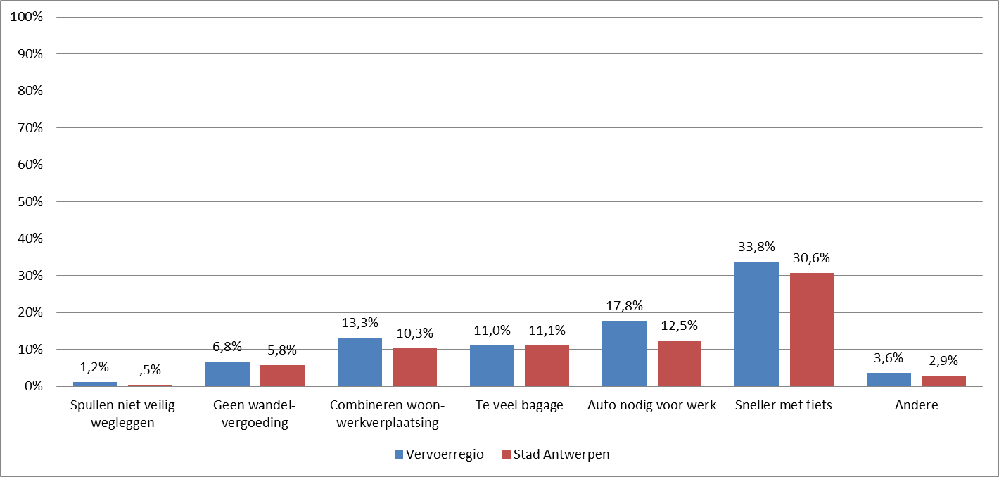 100%
90%
80%
70%
60%
50%
40%
30%
20%
10%
0%
1,2%
,5%
6,8%
5,8%
13,3%
10,3%
11,0%
11,1%
17,8%
12,5%
33,8%
30,6%
3,6%
2,9%
Spullen niet veilig
wegleggen
Geen wandel-
vergoeding
Combineren woon-
werkverplaatsing
Te veel bagage
Auto nodig voor werk
Sneller met fiets
Andere
Vervoerregio
Stad Antwerpen